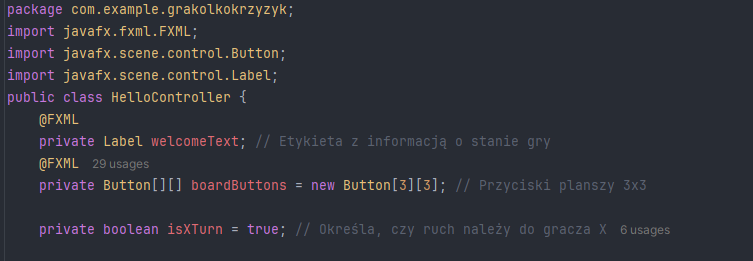 package com.example.grakolkokrzyzyk;
import javafx.fxml.FXML;
import javafx.scene.control.Button;
import javafx.scene.control.Label;
public class HelloController {
    @FXML
    private Label welcomeText; // Etykieta z informacją o stanie gry
    @FXML 29 usages
    private Button[][] boardButtons = new Button[3][3]; // Przyciski planszy 3x3
    private boolean isXTurn = true; // Określa, czy ruch należy do gracza X 6 usages